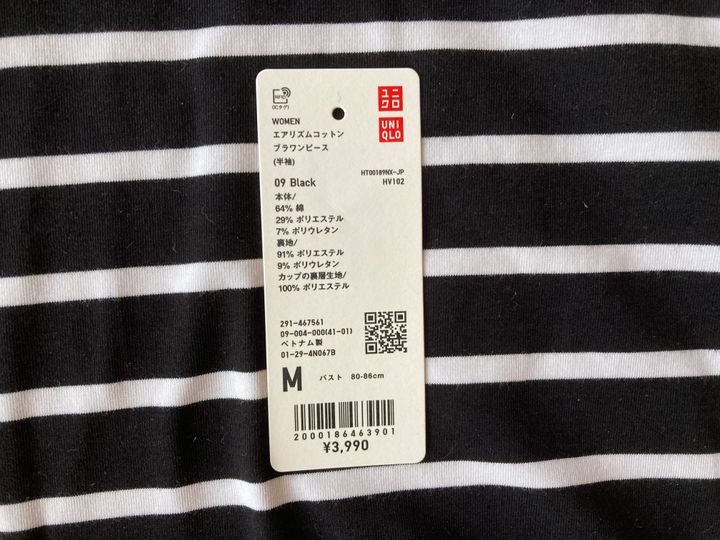 RFID
(ICタグ)
ユニ
クロ
UNI
QLO
WOMEN
エアリズムコットン
ブラワンピース
(半袖)
HT00189NX-JP
09 Black
HV102
本体/
64% 綿
29% ポリエステル
7% ポリウレタン
裏地/
91% ポリエステル
9% ポリウレタン
カップの裏層生地/
100% ポリエステル
291-467561
09-004-000(41-01)
ベトナム製
01-29-4N067B
M バスト 80-86cm
2000186463901
¥3,990